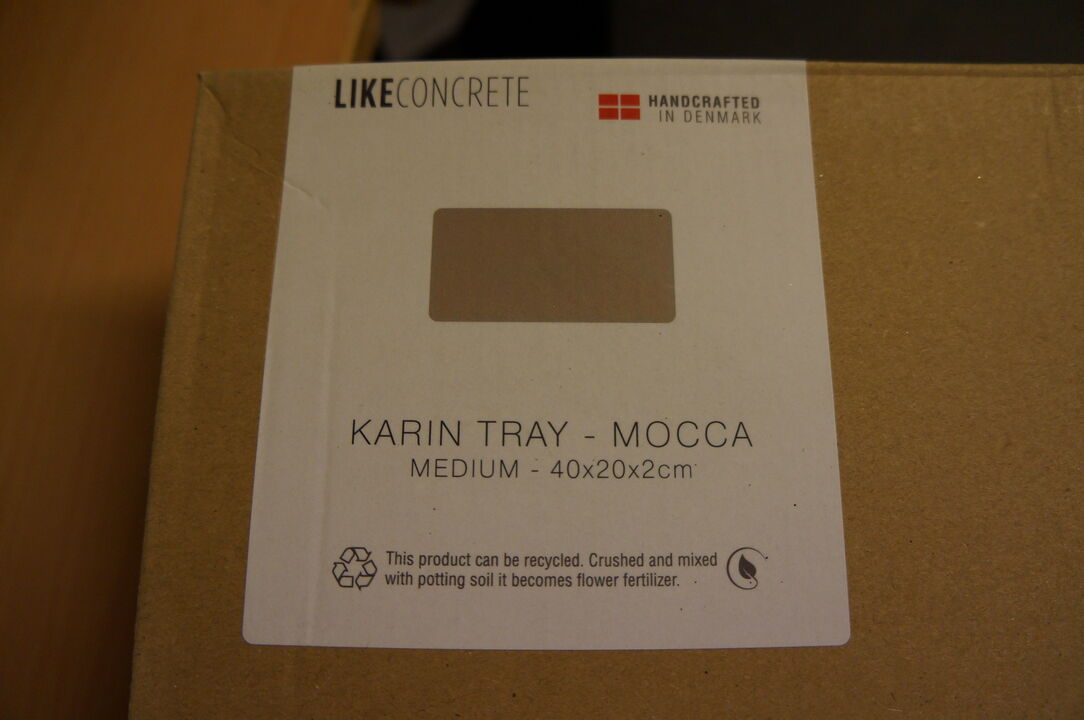 LIKECONCRETE
HANDCRAFTED
IN DENMARK
KARIN TRAY - MOCCA
MEDIUM - 40x20x2cm
This product can be recycled. Crushed and mixed
with potting soil it becomes flower fertilizer.